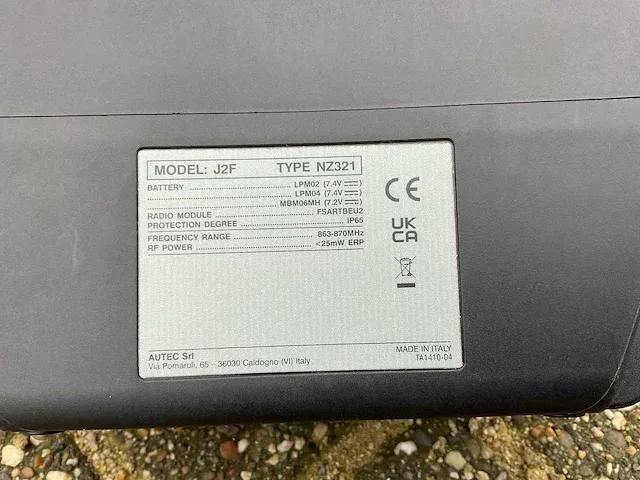 MODEL: J2F TYPE NZ321
BATTERY ........ LPM02 (7.4V ⎓)
........ LPM04 (7.4V ⎓)
........ MBM06MH (7.2V ⎓)
RADIO MODULE ........ FSARTBEU2
PROTECTION DEGREE ........ IP65
FREQUENCY RANGE ........ 863-870MHz
RF POWER ........ <25mW ERP
CE
UK
CA
AUTEC Srl
Via Pomaroli, 65 – 36030 Caldogno (VI) Italy
MADE IN ITALY
TA1410-04